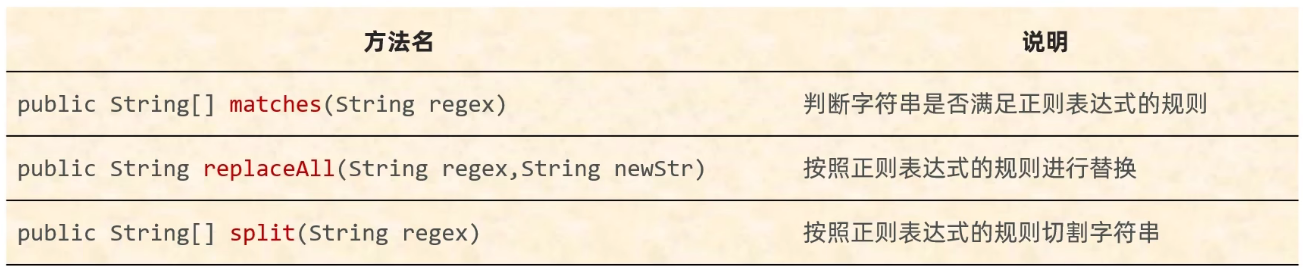 方法名 说明
public String[] matches(String regex) 判断字符串是否满足正则表达式的规则
public String replaceAll(String regex,String newStr) 按照正则表达式的规则进行替换
public String[] split(String regex) 按照正则表达式的规则切割字符串